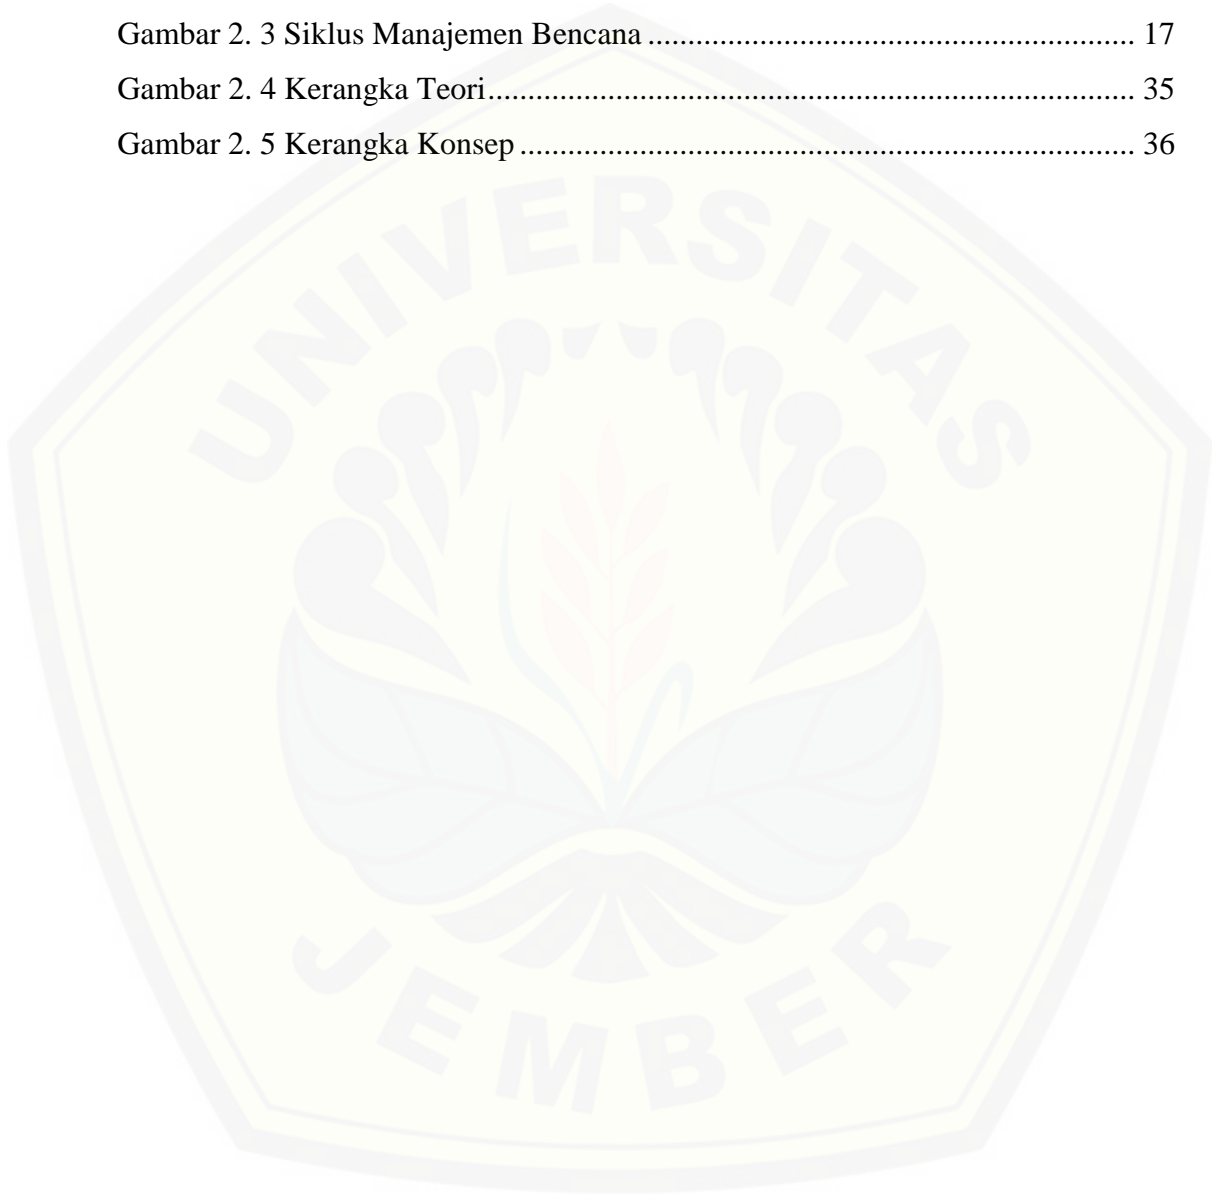 Gambar 2. 3 Siklus Manajemen Bencana ............................................................. 17
Gambar 2. 4 Kerangka Teori ................................................................................. 35
Gambar 2. 5 Kerangka Konsep ............................................................................. 36
UNIVERSITAS
JEMBER